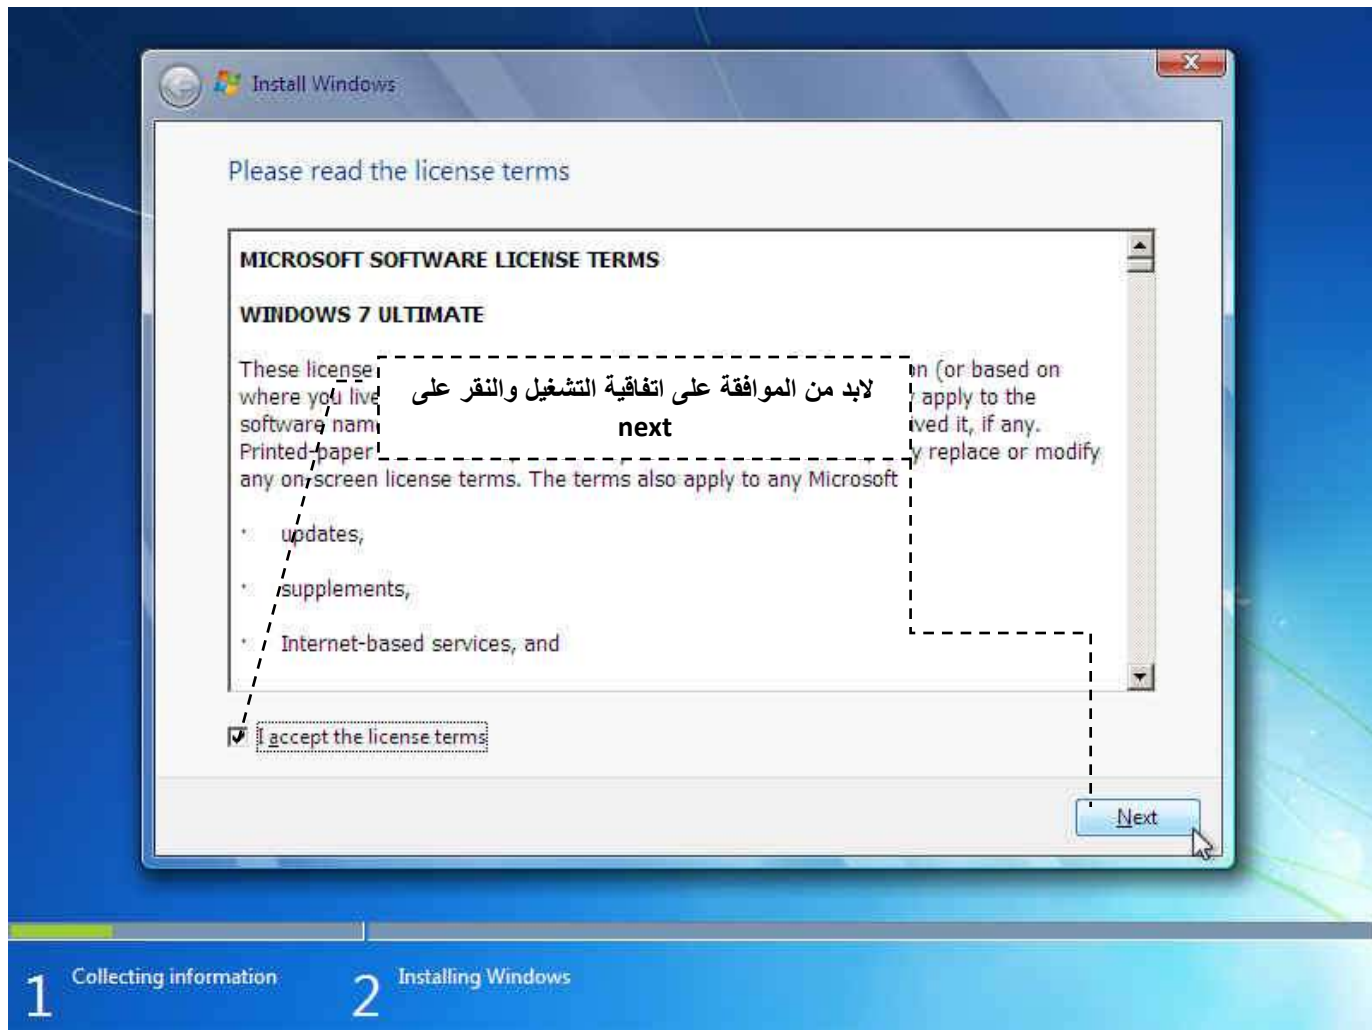 Install Windows
Please read the license terms
MICROSOFT SOFTWARE LICENSE TERMS
WINDOWS 7 ULTIMATE
These license
(or based on
where you live
apply to the
لابد من الموافقة على اتفاقية التشغيل والنقر على
next
software
it, if any.
Printed-paper
replace or modify
any on-screen license terms. The terms also apply to any Microsoft
· updates,
· supplements,
· Internet-based services, and
I accept the license terms
Next
1 Collecting information
2 Installing Windows